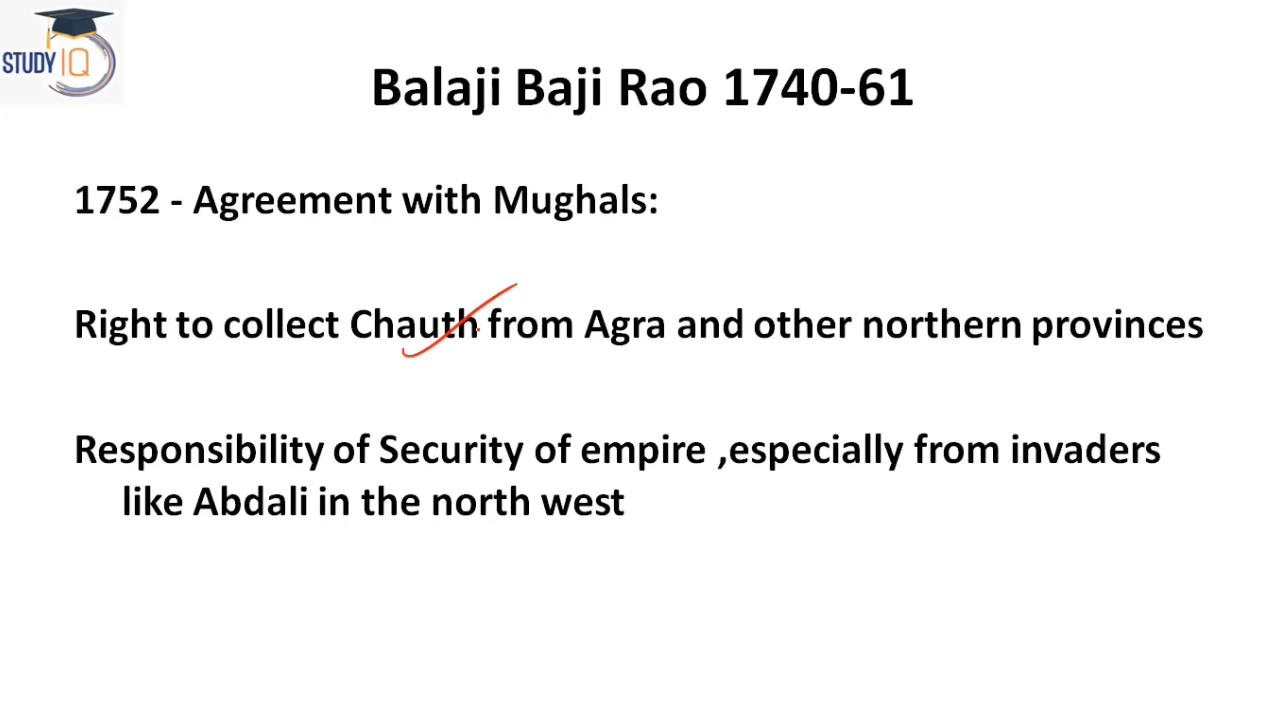 STUDY IQ
Balaji Baji Rao 1740-61
1752 - Agreement with Mughals:
Right to collect Chauth from Agra and other northern provinces
Responsibility of Security of empire ,especially from invaders
like Abdali in the north west